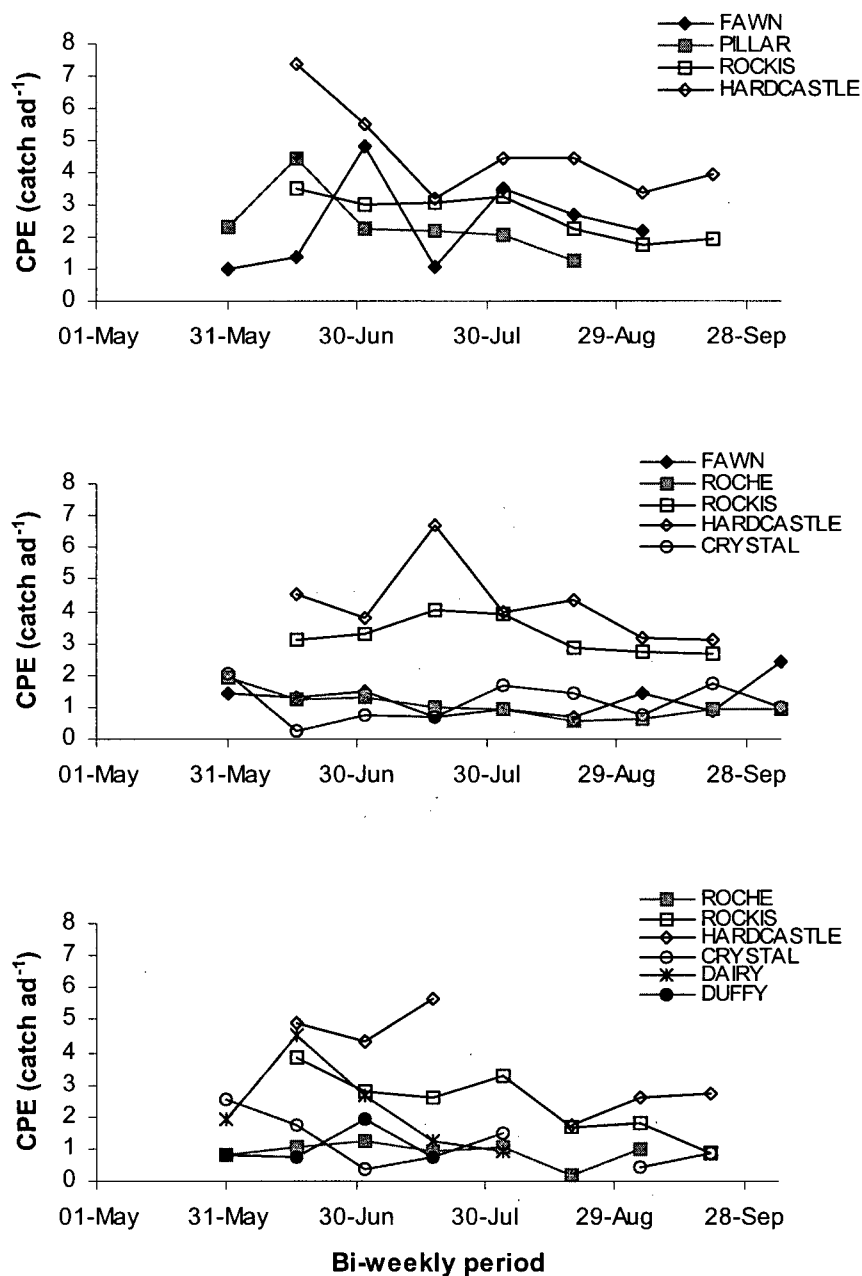 FAWN
PILLAR
ROCKIS
HARDCASTLE
CPE (catch ad⁻¹)
8
7
6
5
4
3
2
1
0
01-May 31-May 30-Jun 30-Jul 29-Aug 28-Sep
FAWN
ROCHE
ROCKIS
HARDCASTLE
CRYSTAL
CPE (catch ad⁻¹)
8
7
6
5
4
3
2
1
0
01-May 31-May 30-Jun 30-Jul 29-Aug 28-Sep
ROCHE
ROCKIS
HARDCASTLE
CRYSTAL
DAIRY
DUFFY
CPE (catch ad⁻¹)
8
7
6
5
4
3
2
1
0
01-May 31-May 30-Jun 30-Jul 29-Aug 28-Sep
Bi-weekly period